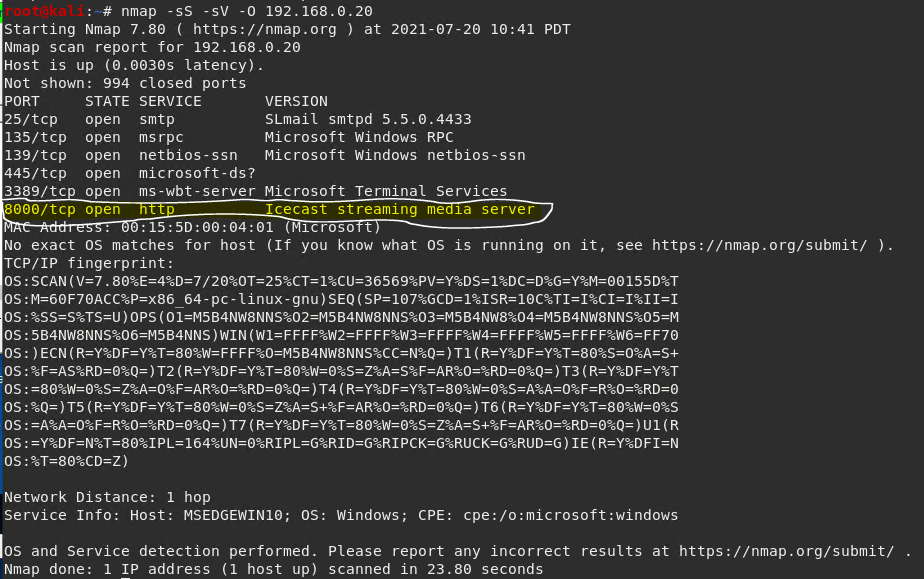 root@kali:~# nmap -sS -sV -O 192.168.0.20
Starting Nmap 7.80 ( https://nmap.org ) at 2021-07-20 10:41 PDT
Nmap scan report for 192.168.0.20
Host is up (0.0030s latency).
Not shown: 994 closed ports
PORT     STATE SERVICE       VERSION
25/tcp   open  smtp          SLmail smtpd 5.5.0.4433
135/tcp  open  msrpc         Microsoft Windows RPC
139/tcp  open  netbios-ssn   Microsoft Windows netbios-ssn
445/tcp  open  microsoft-ds?
3389/tcp open  ms-wbt-server Microsoft Terminal Services
8000/tcp open  http          Icecast streaming media server
MAC Address: 00:15:5D:00:04:01 (Microsoft)
No exact OS matches for host (If you know what OS is running on it, see https://nmap.org/submit/ ).
TCP/IP fingerprint:
OS:SCAN(V=7.80%E=4%D=7/20%OT=25%CT=1%CU=36569%PV=Y%DS=1%DC=D%G=Y%M=00155D%T
OS:M=60F70ACC%P=x86_64-pc-linux-gnu)SEQ(SP=107%GCD=1%ISR=10C%TI=I%CI=I%II=I
OS:%SS=S%TS=U)OPS(O1=M5B4NW8NNS%O2=M5B4NW8NNS%O3=M5B4NW8%O4=M5B4NW8NNS%O5=M
OS:5B4NW8NNS%O6=M5B4NNS)WIN(W1=FFFF%W2=FFFF%W3=FFFF%W4=FFFF%W5=FFFF%W6=FF70
OS:)ECN(R=Y%DF=Y%T=80%W=FFFF%O=M5B4NW8NNS%CC=N%Q=)T1(R=Y%DF=Y%T=80%S=O%A=S+
OS:%F=AS%RD=0%Q=)T2(R=Y%DF=Y%T=80%W=0%S=Z%A=S%F=AR%O=%RD=0%Q=)T3(R=Y%DF=Y%T
OS:=80%W=0%S=Z%A=O%F=AR%O=%RD=0%Q=)T4(R=Y%DF=Y%T=80%W=0%S=A%A=O%F=R%O=%RD=0
OS:%Q=)T5(R=Y%DF=Y%T=80%W=0%S=Z%A=S+%F=AR%O=%RD=0%Q=)T6(R=Y%DF=Y%T=80%W=0%S
OS:=A%A=O%F=R%O=%RD=0%Q=)T7(R=Y%DF=Y%T=80%W=0%S=Z%A=S+%F=AR%O=%RD=0%Q=)U1(R
OS:=Y%DF=N%T=80%IPL=164%UN=0%RIPL=G%RID=G%RIPCK=G%RUCK=G%RUD=G)IE(R=Y%DFI=N
OS:%T=80%CD=Z)
Network Distance: 1 hop
Service Info: Host: MSEDGEWIN10; OS: Windows; CPE: cpe:/o:microsoft:windows
OS and Service detection performed. Please report any incorrect results at https://nmap.org/submit/ .
Nmap done: 1 IP address (1 host up) scanned in 23.80 seconds